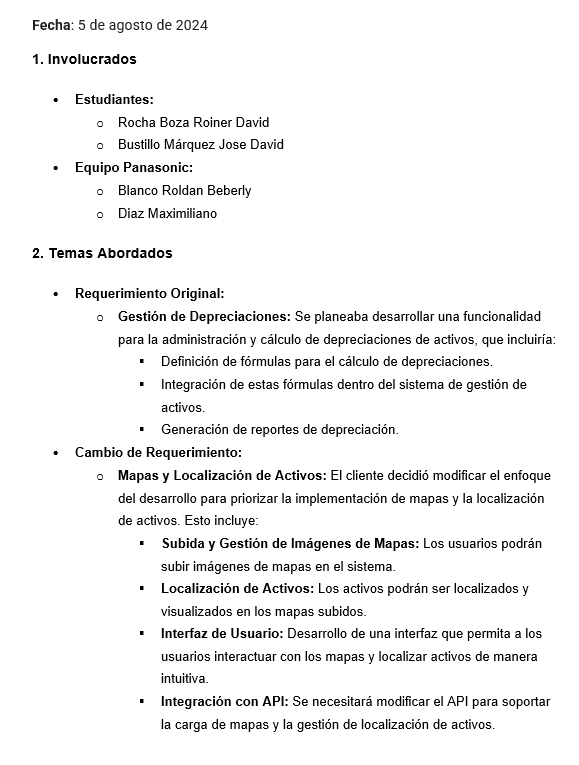 Fecha: 5 de agosto de 2024
1. Involucrados
• Estudiantes:
o Rocha Boza Roiner David
o Bustillo Márquez Jose David
• Equipo Panasonic:
o Blanco Roldan Beberly
o Diaz Maximiliano
2. Temas Abordados
• Requerimiento Original:
o Gestión de Depreciaciones: Se planeaba desarrollar una funcionalidad
para la administración y cálculo de depreciaciones de activos, que incluiría:
▪ Definición de fórmulas para el cálculo de depreciaciones.
▪ Integración de estas fórmulas dentro del sistema de gestión de
activos.
▪ Generación de reportes de depreciación.
• Cambio de Requerimiento:
o Mapas y Localización de Activos: El cliente decidió modificar el enfoque
del desarrollo para priorizar la implementación de mapas y la localización
de activos. Esto incluye:
▪ Subida y Gestión de Imágenes de Mapas: Los usuarios podrán
subir imágenes de mapas en el sistema.
▪ Localización de Activos: Los activos podrán ser localizados y
visualizados en los mapas subidos.
▪ Interfaz de Usuario: Desarrollo de una interfaz que permita a los
usuarios interactuar con los mapas y localizar activos de manera
intuitiva.
▪ Integración con API: Se necesitará modificar el API para soportar
la carga de mapas y la gestión de localización de activos.